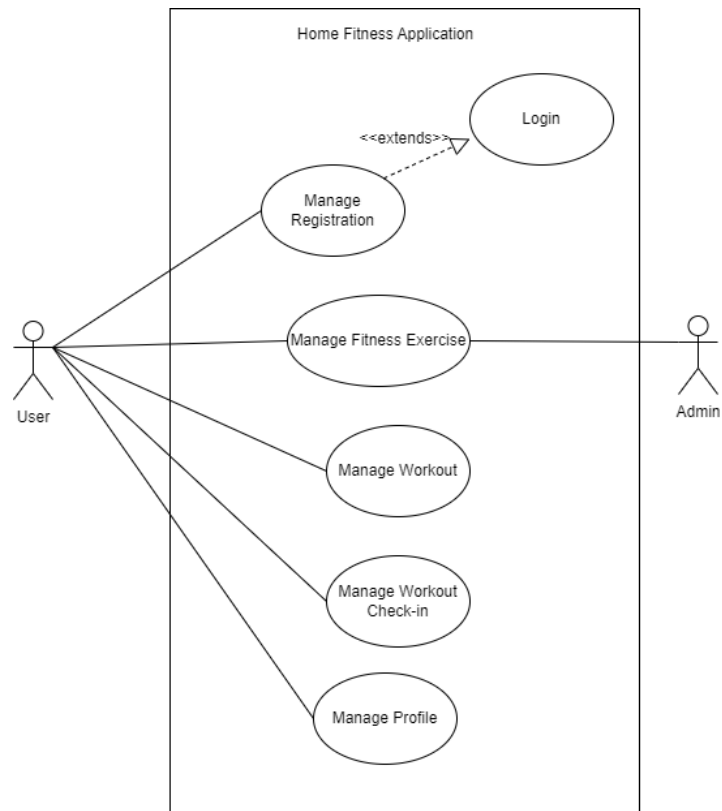 Home Fitness Application
Login
<<extends>>
Manage
Registration
Manage Fitness Exercise
User
Admin
Manage Workout
Manage Workout
Check-in
Manage Profile